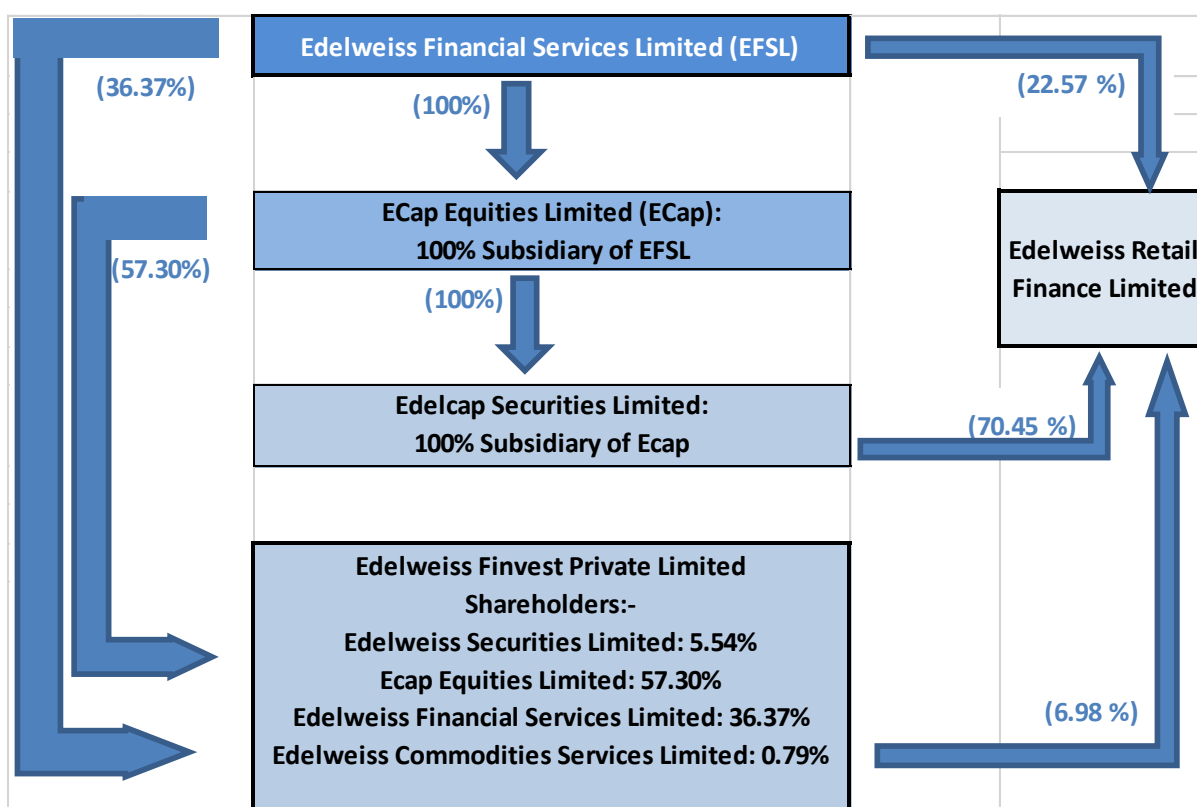 Edelweiss Financial Services Limited (EFSL)
(36.37%)
(100%)
(22.57 %)
ECap Equities Limited (ECap):
100% Subsidiary of EFSL
(57.30%)
Edelweiss Retail
Finance Limited
(100%)
Edelcap Securities Limited:
100% Subsidiary of Ecap
(70.45 %)
Edelweiss Finvest Private Limited
Shareholders:-
Edelweiss Securities Limited: 5.54%
Ecap Equities Limited: 57.30%
Edelweiss Financial Services Limited: 36.37%
Edelweiss Commodities Services Limited: 0.79%
(6.98 %)